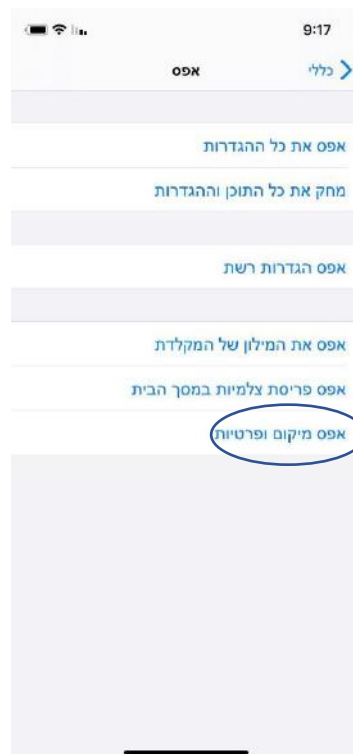 9:17
כללי
אפס
אפס את כל ההגדרות
מחק את כל התוכן וההגדרות
אפס הגדרות רשת
אפס את המילון של המקלדת
אפס פריסת צלמיות במסך הבית
אפס מיקום ופרטיות